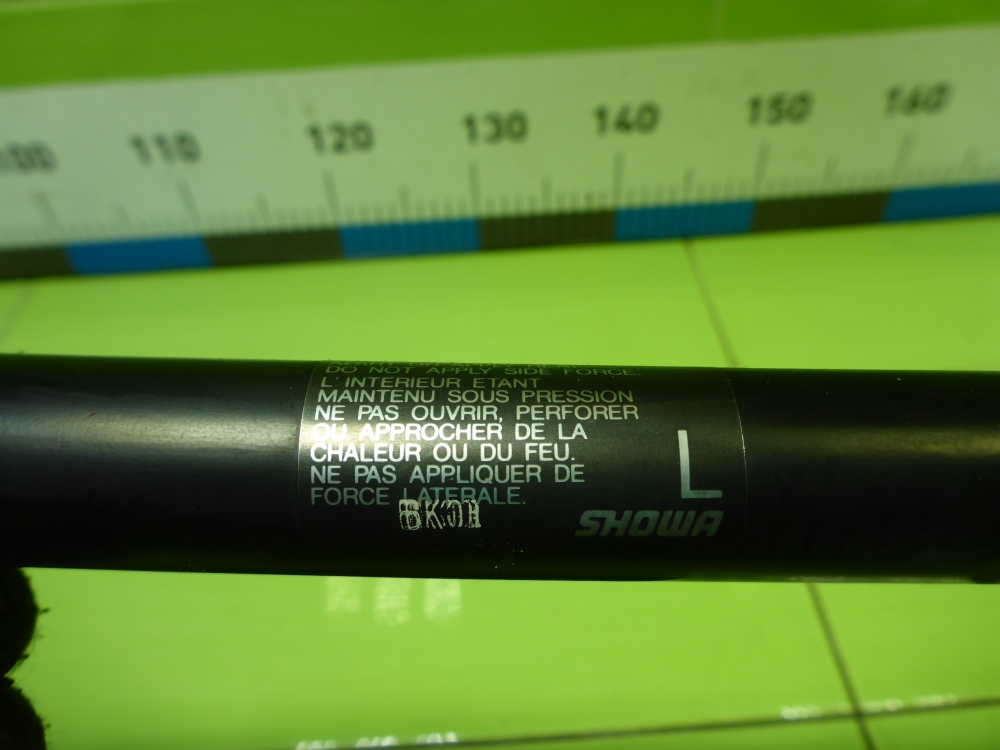 100 110 120 130 140 150 160
DO NOT APPLY SIDE FORCE.
L'INTERIEUR ETANT
MAINTENU SOUS PRESSION
NE PAS OUVRIR, PERFORER
OU APPROCHER DE LA
CHALEUR OU DU FEU.
NE PAS APPLIQUER DE
FORCE LATERALE.
L
SHOWA